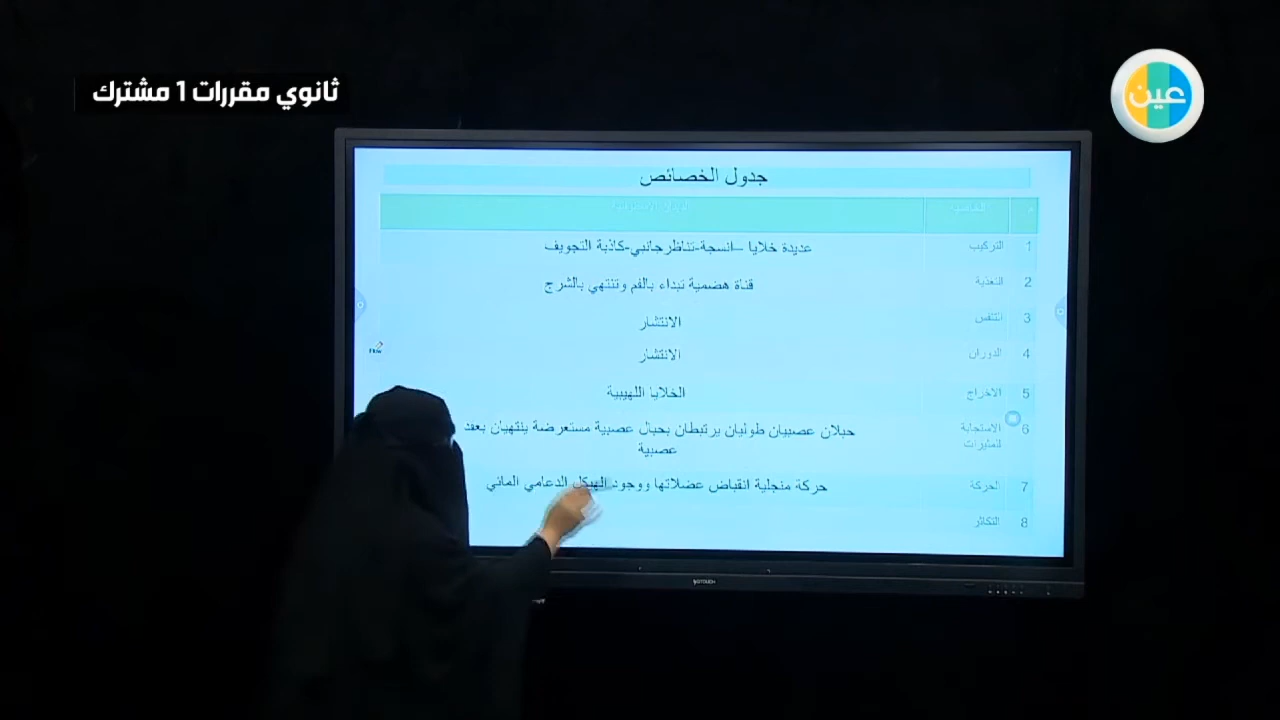 ثانوي مقررات 1 مشترك
عين
جدول الخصائص
م الخاصية
1 التركيب عديدة خلايا –انسجة-تناظرجانبي-كاذبة التجويف
2 التغذية قناة هضمية تبداء بالفم وتنتهي بالشرج
3 التنفس الانتشار
4 الدوران الانتشار
5 الاخراج الخلايا اللهيبية
6 الاستجابة للمثيرات حبلان عصبيان طوليان يرتبطان بحبال عصبية مستعرضة ينتهيان بعقد
عصبية
7 الحركة حركة منجلية انقباض عضلاتها ووجود الهيكل الدعامي المائي
8 التكاثر